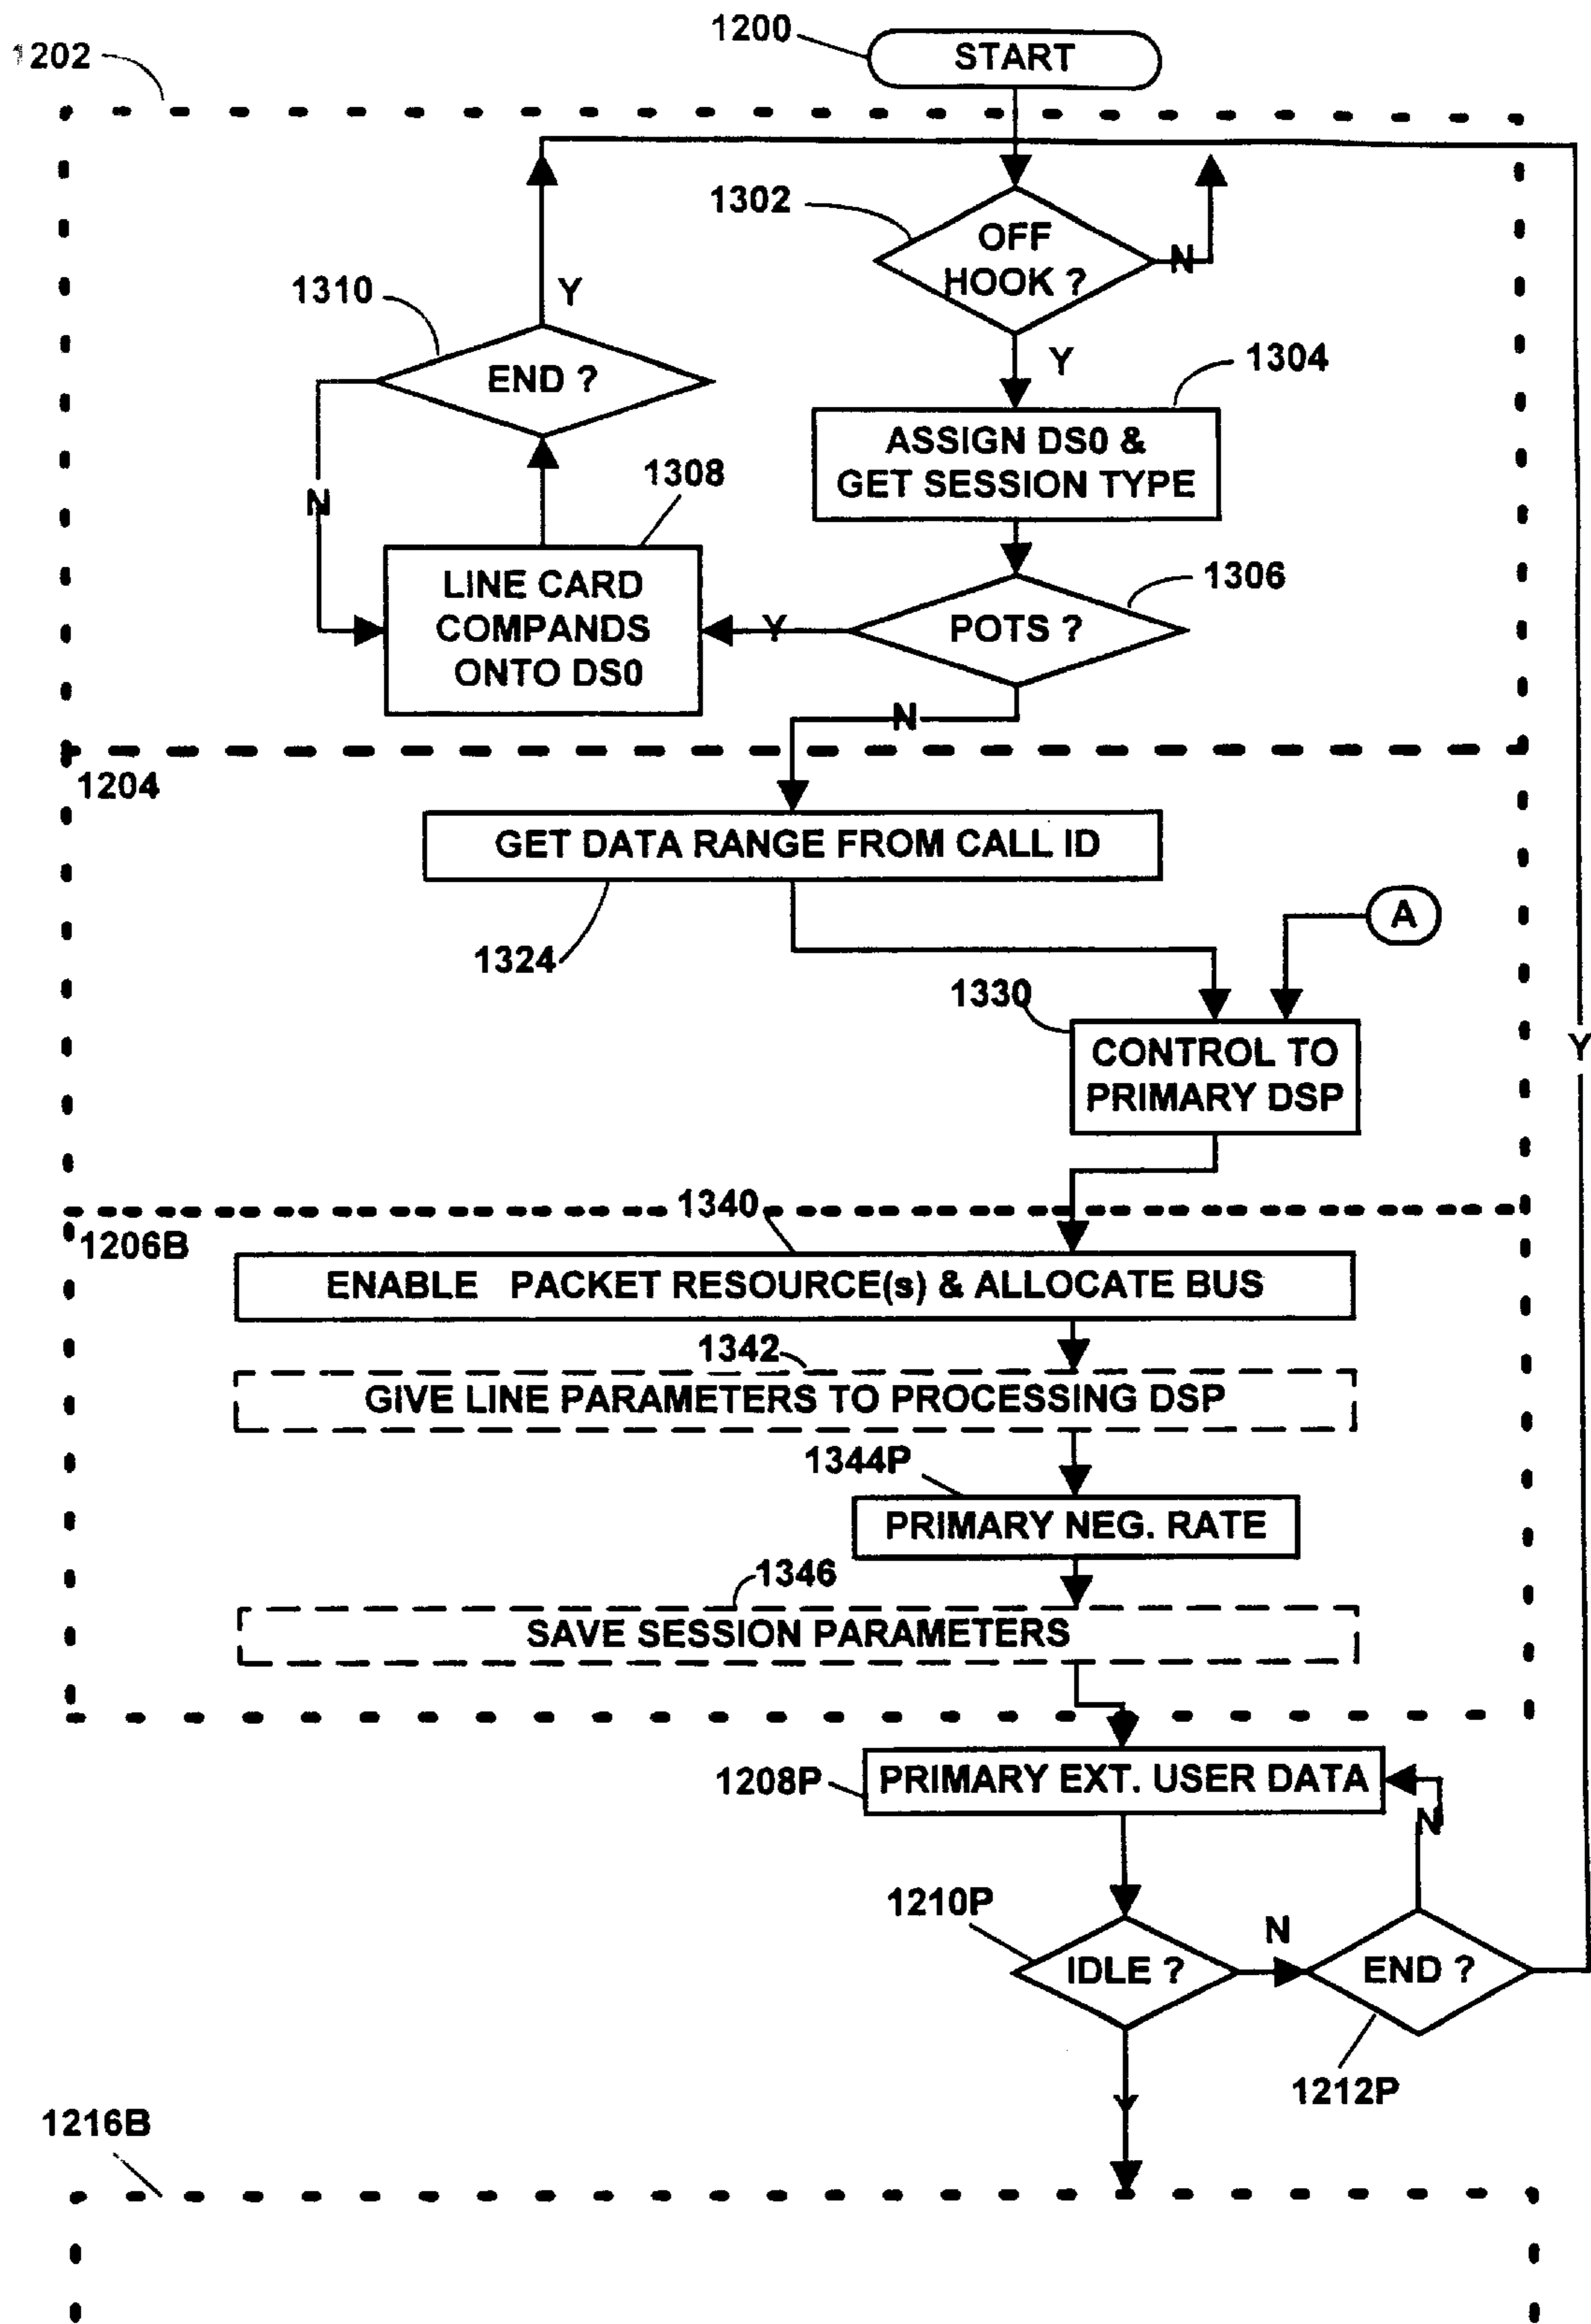 1200
START
1202
1302
OFF
HOOK ?
N
1310
Y
END ?
Y
1304
ASSIGN DS0 &
GET SESSION TYPE
1308
N
LINE CARD
COMPANDS
ONTO DS0
Y
1306
POTS ?
N
1204
GET DATA RANGE FROM CALL ID
1324
A
1330
CONTROL TO
PRIMARY DSP
Y
1340
1206B
ENABLE PACKET RESOURCE(s) & ALLOCATE BUS
1342
GIVE LINE PARAMETERS TO PROCESSING DSP
1344P
PRIMARY NEG. RATE
1346
SAVE SESSION PARAMETERS
1208P
PRIMARY EXT. USER DATA
N
1210P
IDLE ?
N
END ?
1212P
Y
1216B